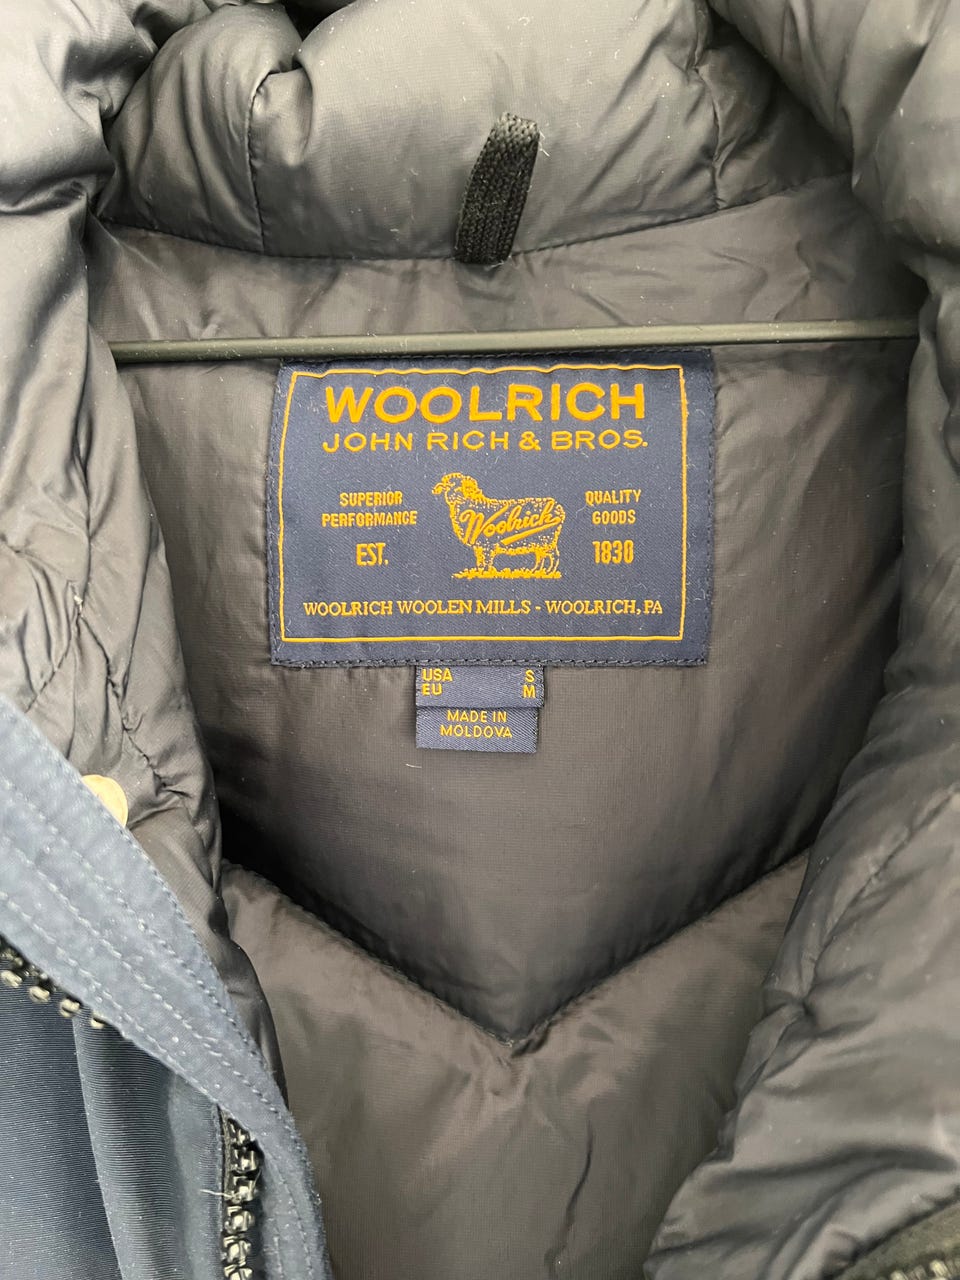 WOOLRICH
JOHN RICH & BROS.
SUPERIOR
PERFORMANCE
EST.
Woolrich
QUALITY
GOODS
1830
WOOLRICH WOOLEN MILLS - WOOLRICH, PA
USA S
EU M
MADE IN
MOLDOVA